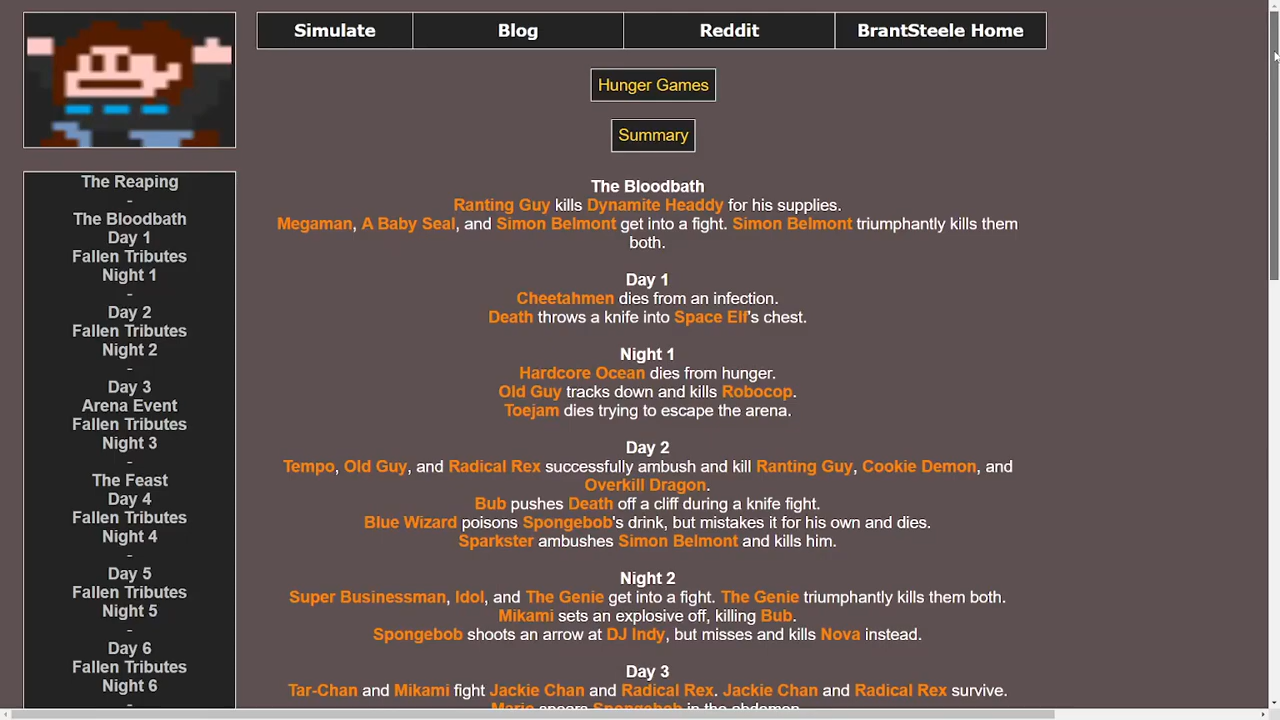 Simulate Blog Reddit BrantSteele Home
Hunger Games
Summary
The Reaping
-
The Bloodbath
Day 1
Fallen Tributes
Night 1
-
Day 2
Fallen Tributes
Night 2
-
Day 3
Arena Event
Fallen Tributes
Night 3
-
The Feast
Day 4
Fallen Tributes
Night 4
-
Day 5
Fallen Tributes
Night 5
-
Day 6
Fallen Tributes
Night 6
-
The Bloodbath
Ranting Guy kills Dynamite Headdy for his supplies.
Megaman, A Baby Seal, and Simon Belmont get into a fight. Simon Belmont triumphantly kills them
both.
Day 1
Cheetahmen dies from an infection.
Death throws a knife into Space Elf's chest.
Night 1
Hardcore Ocean dies from hunger.
Old Guy tracks down and kills Robocop.
Toejam dies trying to escape the arena.
Day 2
Tempo, Old Guy, and Radical Rex successfully ambush and kill Ranting Guy, Cookie Demon, and
Overkill Dragon.
Bub pushes Death off a cliff during a knife fight.
Blue Wizard poisons Spongebob's drink, but mistakes it for his own and dies.
Sparkster ambushes Simon Belmont and kills him.
Night 2
Super Businessman, Idol, and The Genie get into a fight. The Genie triumphantly kills them both.
Mikami sets an explosive off, killing Bub.
Spongebob shoots an arrow at DJ Indy, but misses and kills Nova instead.
Day 3
Tar-Chan and Mikami fight Jackie Chan and Radical Rex. Jackie Chan and Radical Rex survive.
Mario spears Spongebob in the abdomen.